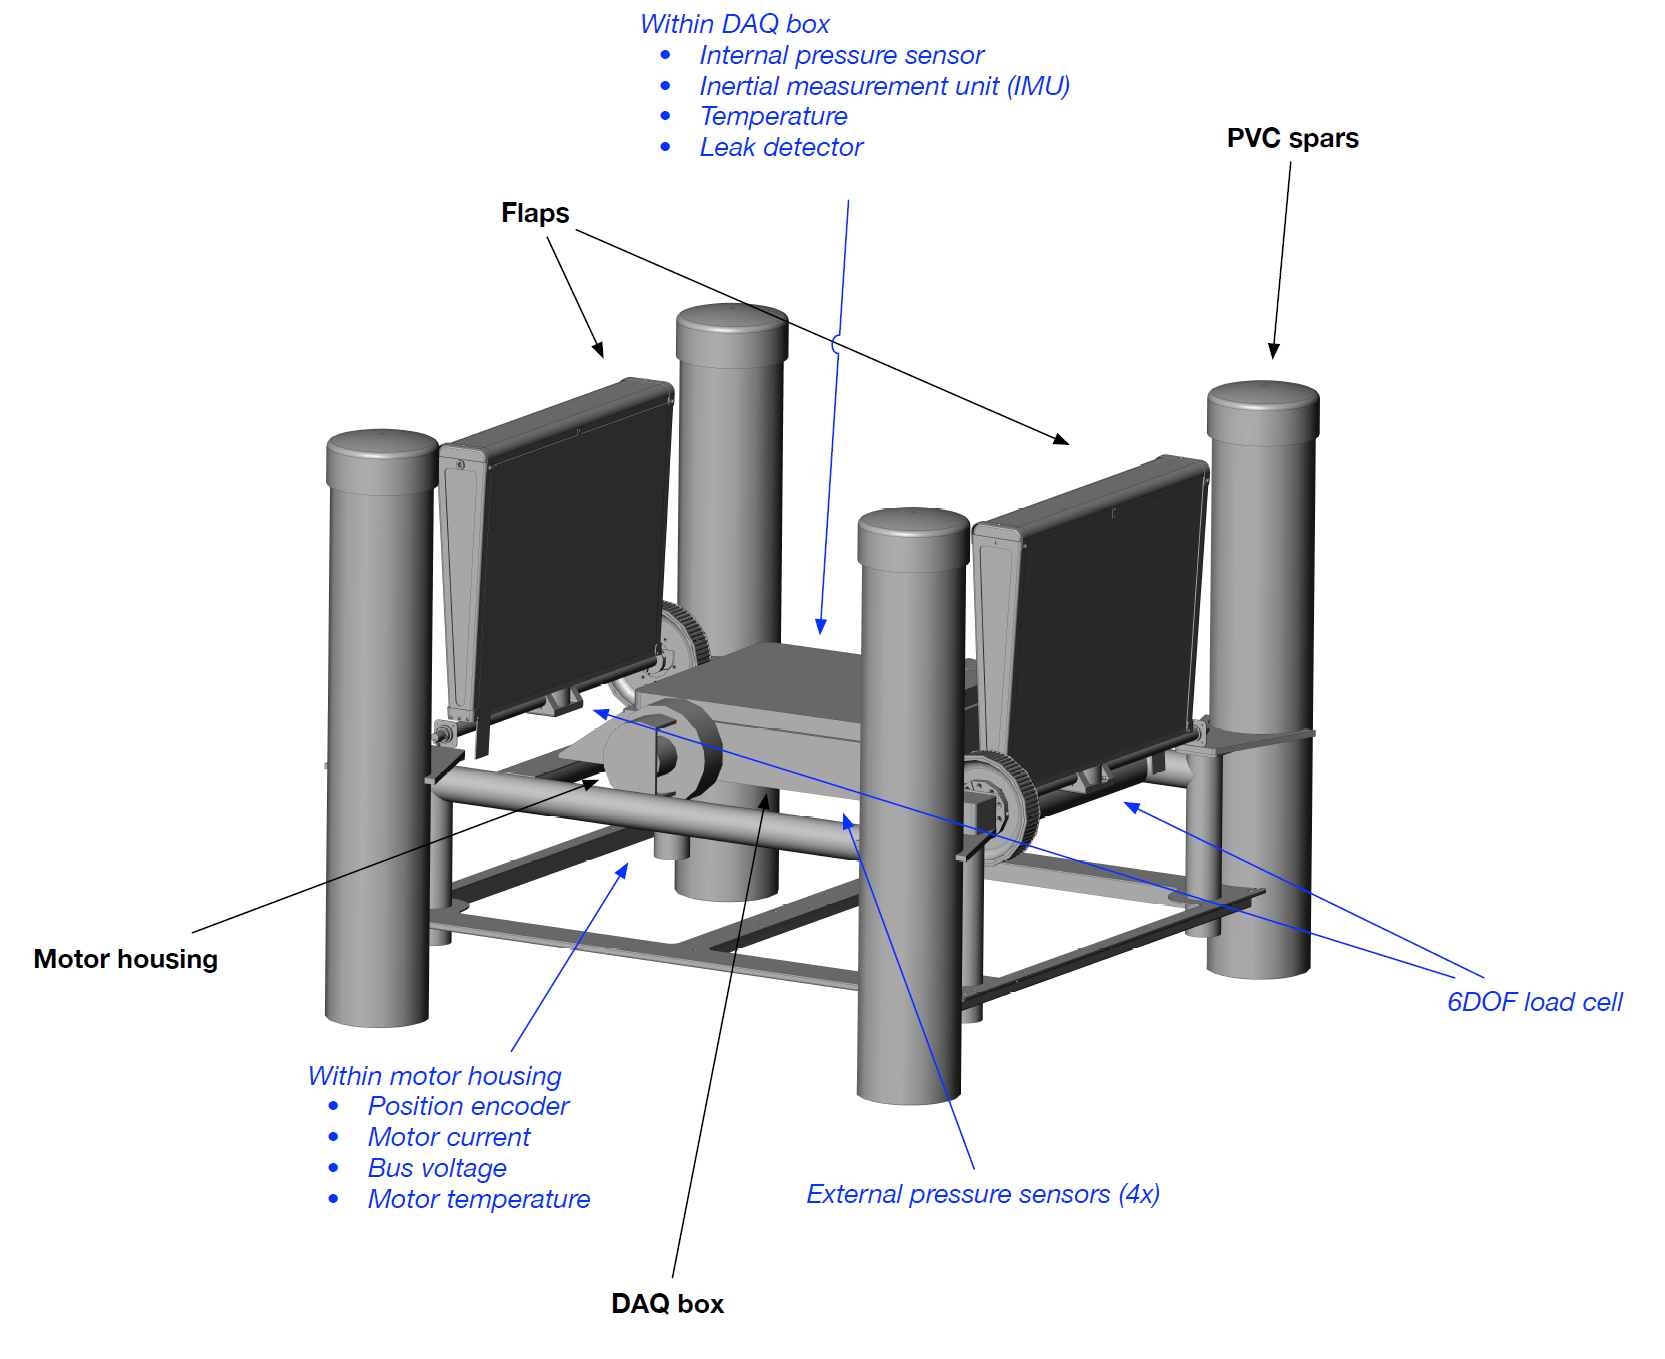 Within DAQ box
• Internal pressure sensor
• Inertial measurement unit (IMU)
• Temperature
• Leak detector
PVC spars
Flaps
Motor housing
6DOF load cell
Within motor housing
• Position encoder
• Motor current
• Bus voltage
• Motor temperature
External pressure sensors (4x)
DAQ box